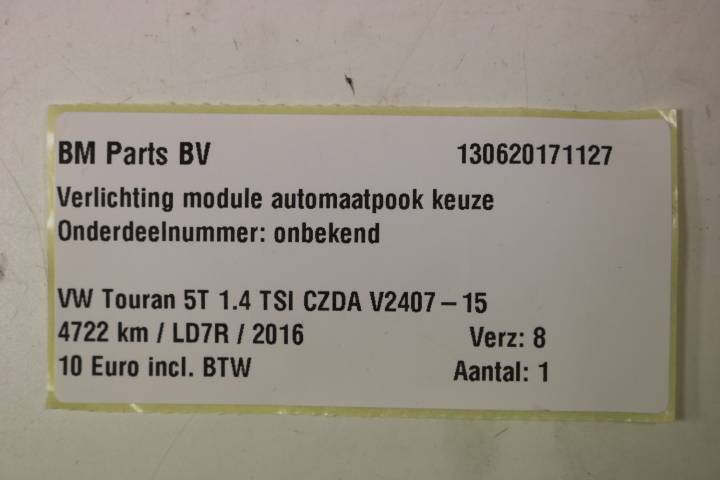 BM Parts BV 130620171127
Verlichting module automaatpook keuze
Onderdeelnummer: onbekend
VW Touran 5T 1.4 TSI CZDA V2407 – 15
4722 km / LD7R / 2016 Verz: 8
10 Euro incl. BTW Aantal: 1